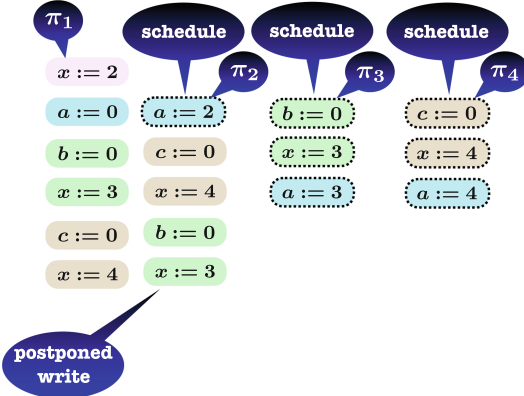 π1
schedule
schedule
schedule
π2
π3
π4
x := 2
a := 0
b := 0
x := 3
c := 0
x := 4
a := 2
c := 0
x := 4
b := 0
x := 3
b := 0
x := 3
a := 3
c := 0
x := 4
a := 4
postponed
write